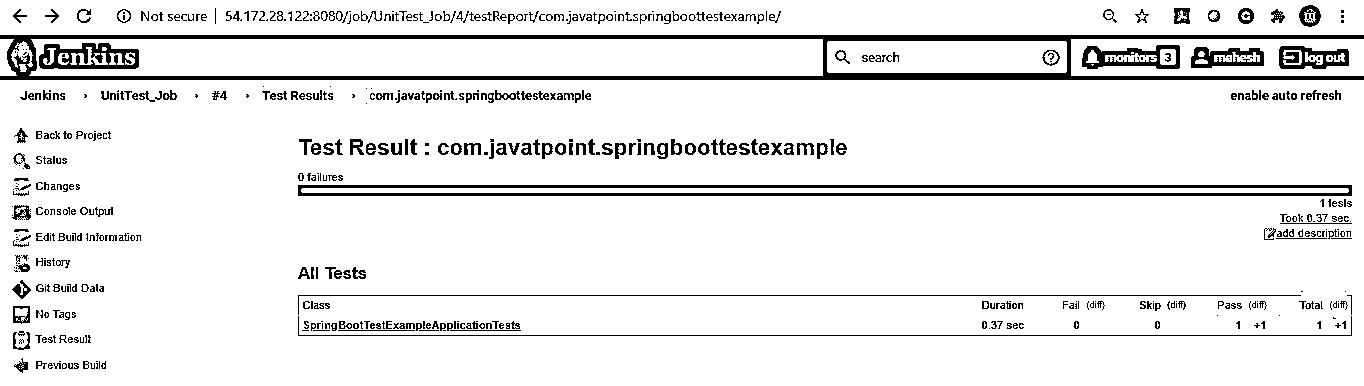 Not secure | 54.172.28.122:8080/job/UnitTest_Job/4/testReport/com.javatpoint.springboottestexample/
Jenkins search monitors 3 mahesh log out
Jenkins › UnitTest_Job › #4 › Test Results › com.javatpoint.springboottestexample enable auto refresh
Back to Project
Status
Changes
Console Output
Edit Build Information
History
Git Build Data
No Tags
Test Result
Previous Build
Test Result : com.javatpoint.springboottestexample
0 failures
1 tests
Took 0.37 sec.
add description
All Tests
Class Duration Fail (diff) Skip (diff) Pass (diff) Total (diff)
SpringBootTestExampleApplicationTests 0.37 sec 0 0 1 +1 1 +1